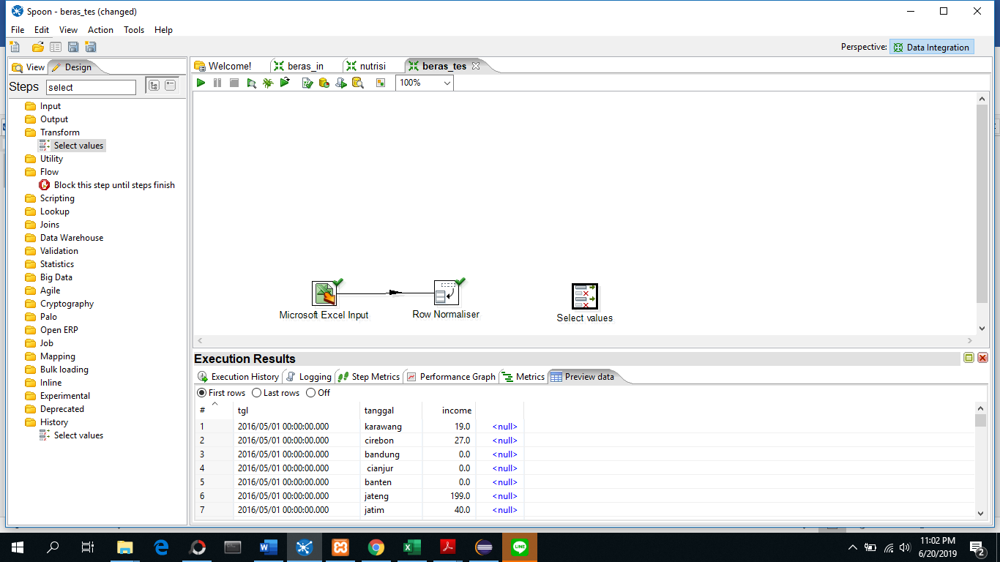 Spoon - beras_tes (changed)
File Edit View Action Tools Help
Perspective: Data Integration
View Design
Welcome! beras_in nutrisi beras_tes
Steps select
100%
Input
Output
Transform
Select values
Utility
Flow
Block this step until steps finish
Scripting
Lookup
Joins
Data Warehouse
Validation
Statistics
Big Data
Agile
Cryptography
Palo
Open ERP
Job
Mapping
Bulk loading
Inline
Experimental
Deprecated
History
Select values
Microsoft Excel Input Row Normaliser Select values
Execution Results
Execution History Logging Step Metrics Performance Graph Metrics Preview data
First rows Last rows Off
# tgl tanggal income
1 2016/05/01 00:00:00.000 karawang 19.0 <null>
2 2016/05/01 00:00:00.000 cirebon 27.0 <null>
3 2016/05/01 00:00:00.000 bandung 0.0 <null>
4 2016/05/01 00:00:00.000 cianjur 0.0 <null>
5 2016/05/01 00:00:00.000 banten 0.0 <null>
6 2016/05/01 00:00:00.000 jateng 199.0 <null>
7 2016/05/01 00:00:00.000 jatim 40.0 <null>
LINE
11:02 PM
6/20/2019
2